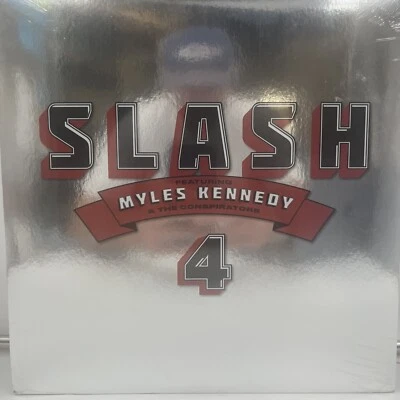 SLASH
FEATURING
MYLES KENNEDY
& THE CONSPIRATORS
4